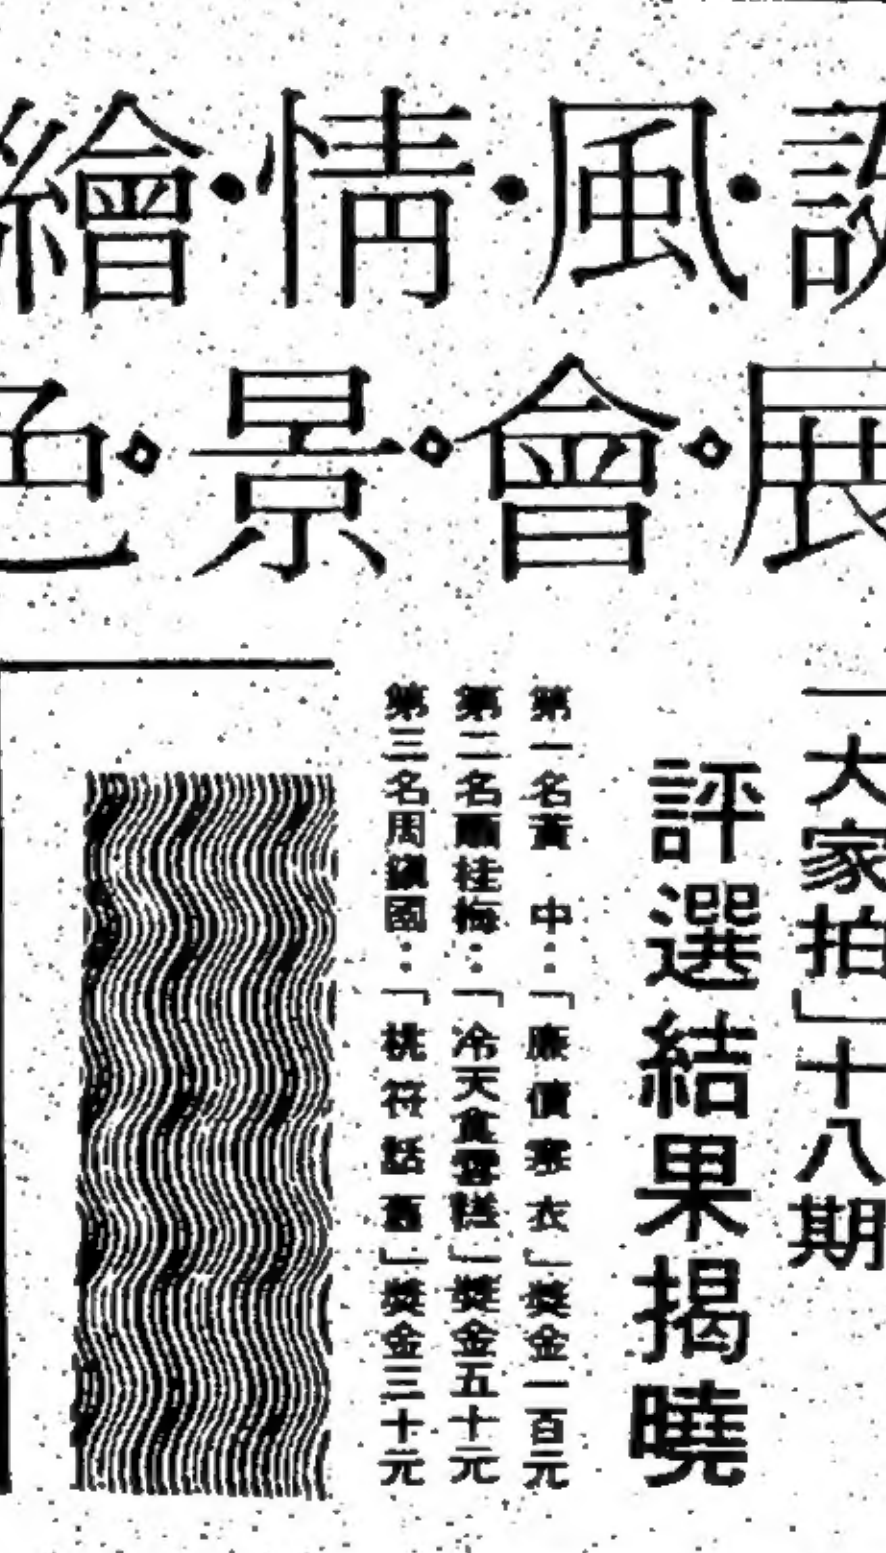 風·情·繪
展◇會◇景◇色
「大家拍」十八期
評選結果揭曉
第一名黃 中：「廉價寒衣」獎金一百元
第二名桂梅：「冷天食雪糕」獎金五十元
第三名周鎮國：「桃符話舊」獎金三十元